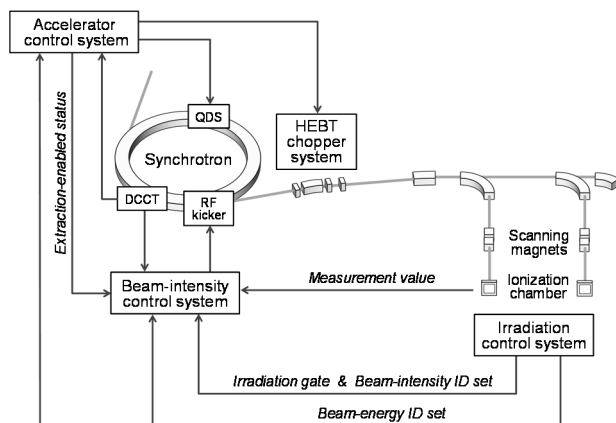 Accelerator
control system
Extraction-enabled status
QDS
Synchrotron
HEBT
chopper
system
DCCT
RF
kicker
Scanning
magnets
Beam-intensity
control system
Measurement value
Ionization
chamber
Irradiation
control system
Irradiation gate & Beam-intensity ID set
Beam-energy ID set